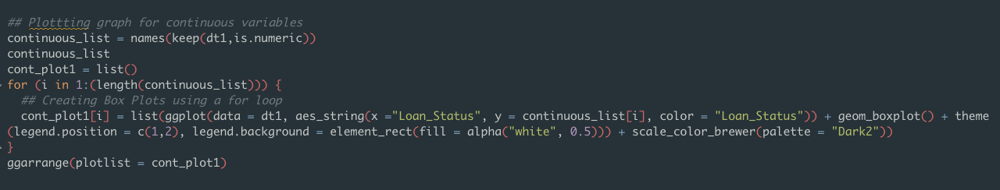 ## Plottting graph for continuous variables
continuous_list = names(keep(dt1,is.numeric))
continuous_list
cont_plot1 = list()
for (i in 1:(length(continuous_list))) {
  ## Creating Box Plots using a for loop
  cont_plot1[i] = list(ggplot(data = dt1, aes_string(x ="Loan_Status", y = continuous_list[i], color = "Loan_Status")) + geom_boxplot() + theme
(legend.position = c(1,2), legend.background = element_rect(fill = alpha("white", 0.5))) + scale_color_brewer(palette = "Dark2"))
}
ggarrange(plotlist = cont_plot1)